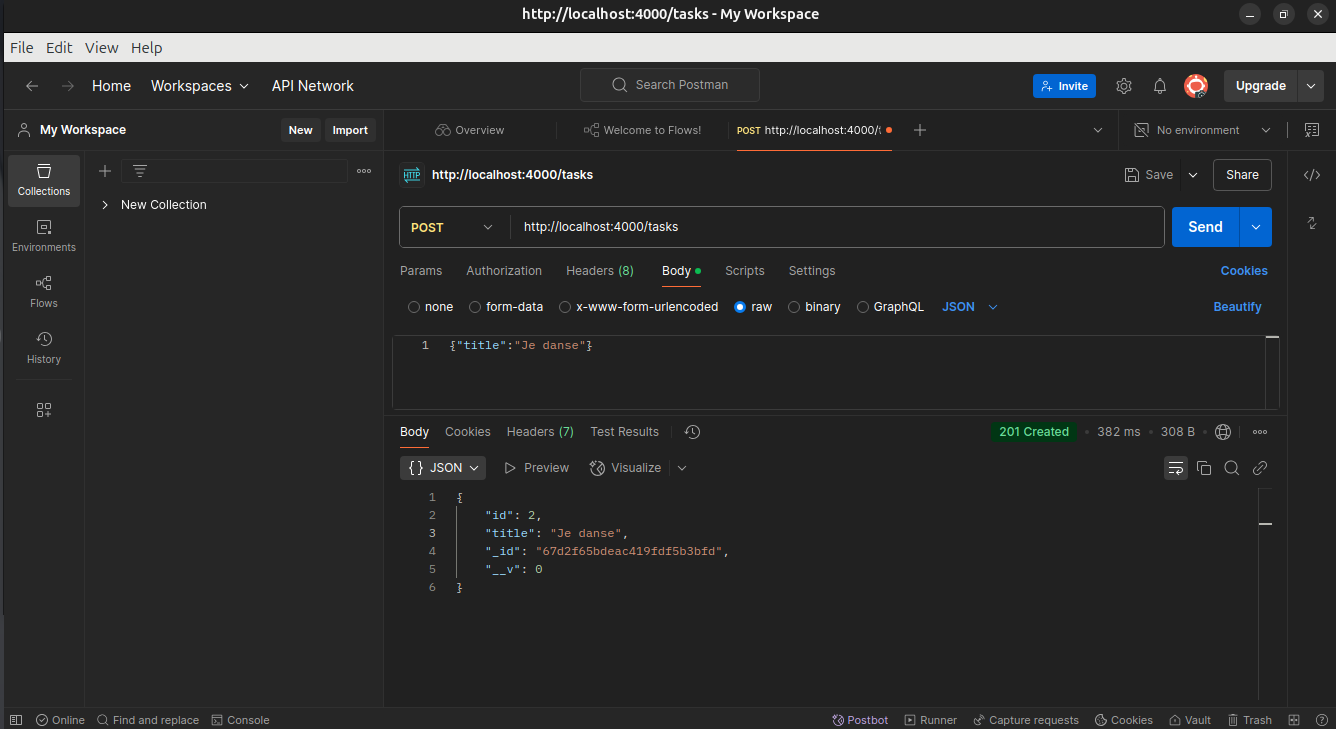 http://localhost:4000/tasks - My Workspace
File Edit View Help
Home Workspaces API Network Search Postman Invite Upgrade
My Workspace New Import Overview Welcome to Flows! POST http://localhost:4000/t No environment
Collections
New Collection
Environments
Flows
History
HTTP http://localhost:4000/tasks Save Share
POST http://localhost:4000/tasks Send
Params Authorization Headers (8) Body Scripts Settings Cookies
none form-data x-www-form-urlencoded raw binary GraphQL JSON Beautify
1 {"title":"Je danse"}
Body Cookies Headers (7) Test Results 201 Created 382 ms 308 B
{} JSON Preview Visualize
1 {
2 "id": 2,
3 "title": "Je danse",
4 "_id": "67d2f65bdeac419fdf5b3bfd",
5 "__v": 0
6 }
Online Find and replace Console Postbot Runner Capture requests Cookies Vault Trash